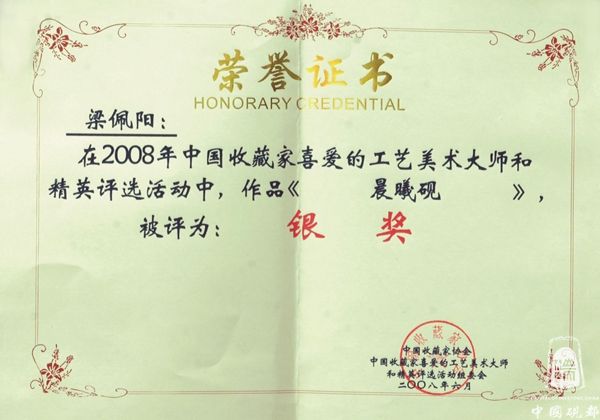 荣誉证书
HONORARY CREDENTIAL
梁佩阳：
在2008年中国收藏家喜爱的工艺美术大师和
精英评选活动中，作品《 晨曦砚 》，
被评为： 银 奖
中国收藏家协会
中国收藏家喜爱的工艺美术大师
和精英评选活动组委会
二〇〇八年六月
中国砚都